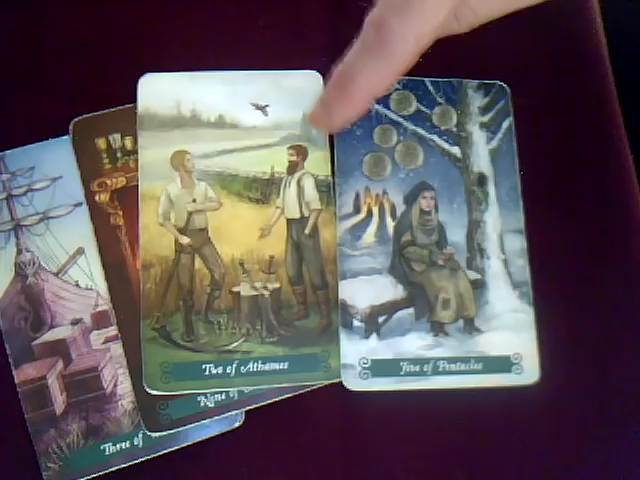 Two of Athames
Five of Pentacles
Nine of
Three of